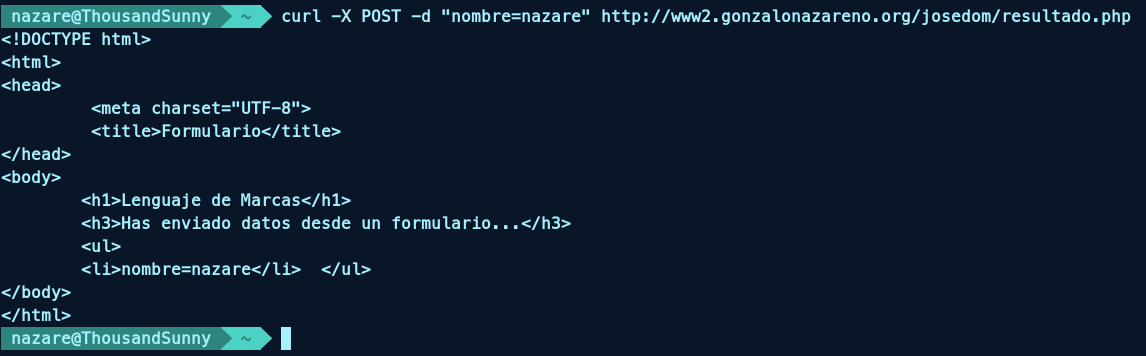 nazare@ThousandSunny ~ curl -X POST -d "nombre=nazare" http://www2.gonzalonazareno.org/josedom/resultado.php
<!DOCTYPE html>
<html>
<head>
         <meta charset="UTF-8">
         <title>Formulario</title>
</head>
<body>
        <h1>Lenguaje de Marcas</h1>
        <h3>Has enviado datos desde un formulario...</h3>
        <ul>
        <li>nombre=nazare</li>  </ul>
</body>
</html>
nazare@ThousandSunny ~